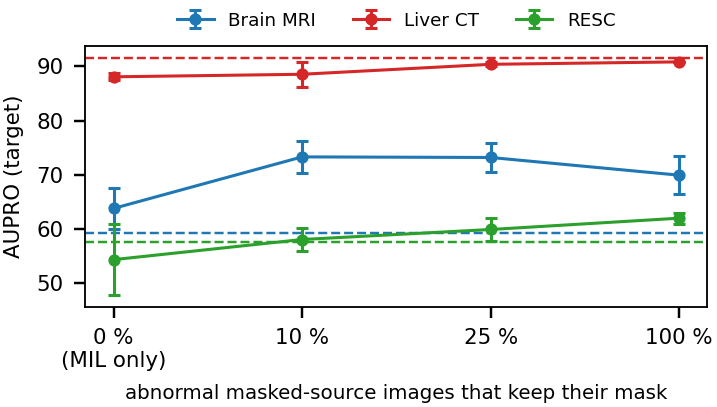 Brain MRI Liver CT RESC
AUPRO (target)
90
80
70
60
50
0 % 10 % 25 % 100 %
(MIL only)
abnormal masked-source images that keep their mask